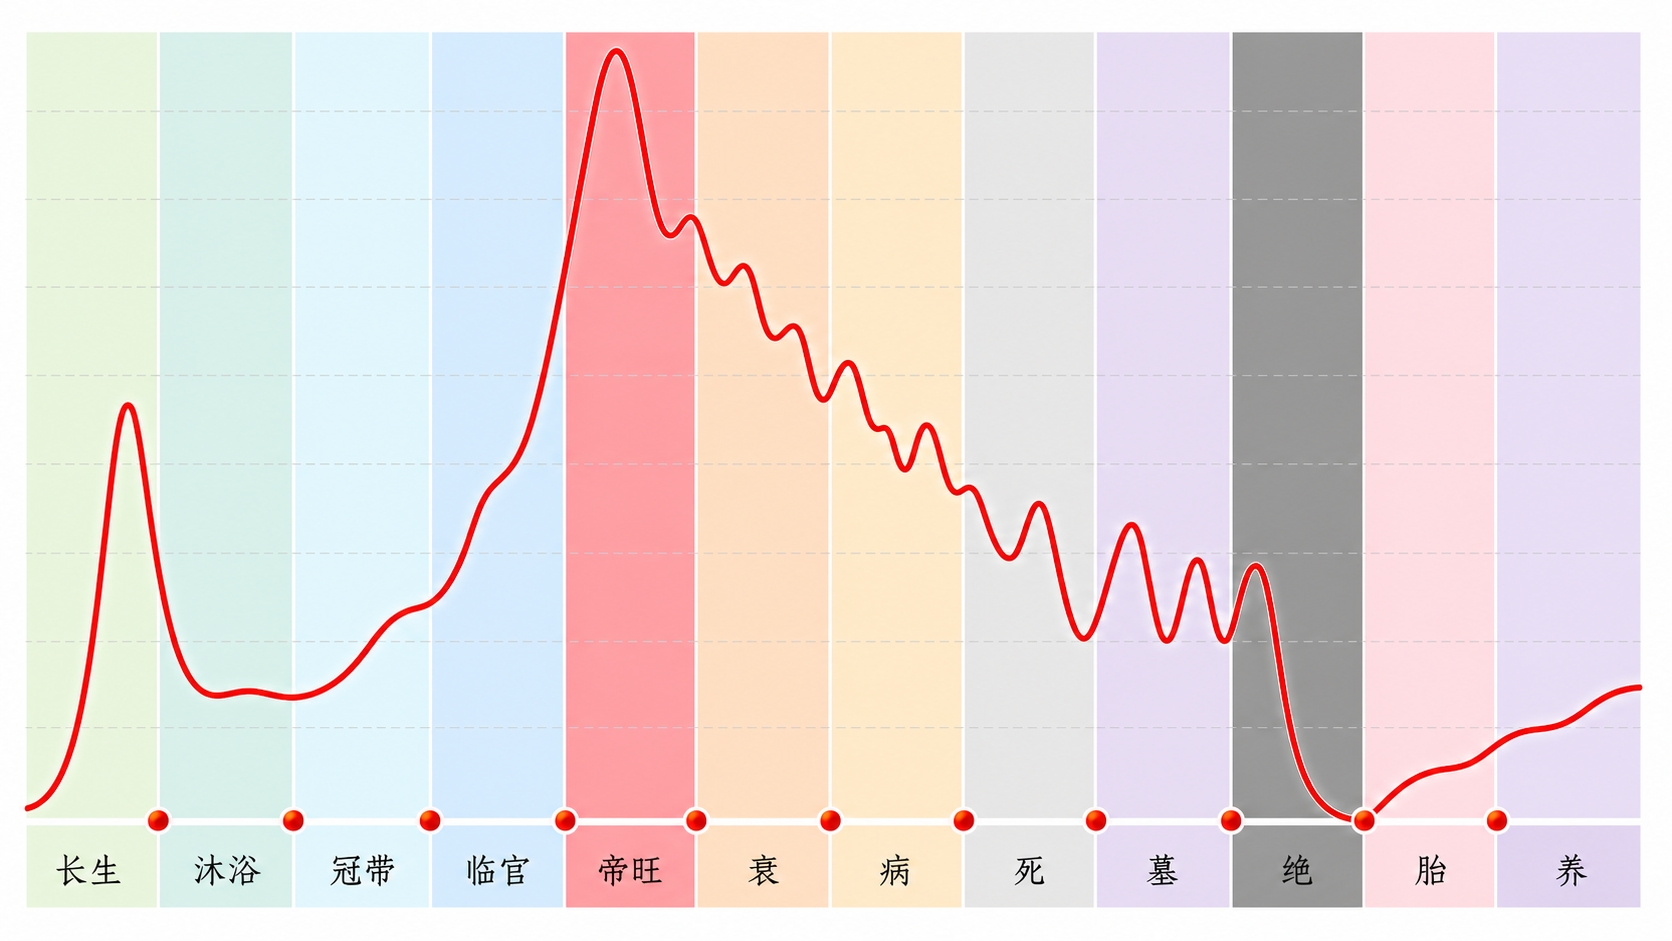 长生 沐浴 冠带 临官 帝旺 衰 病 死 墓 绝 胎 养